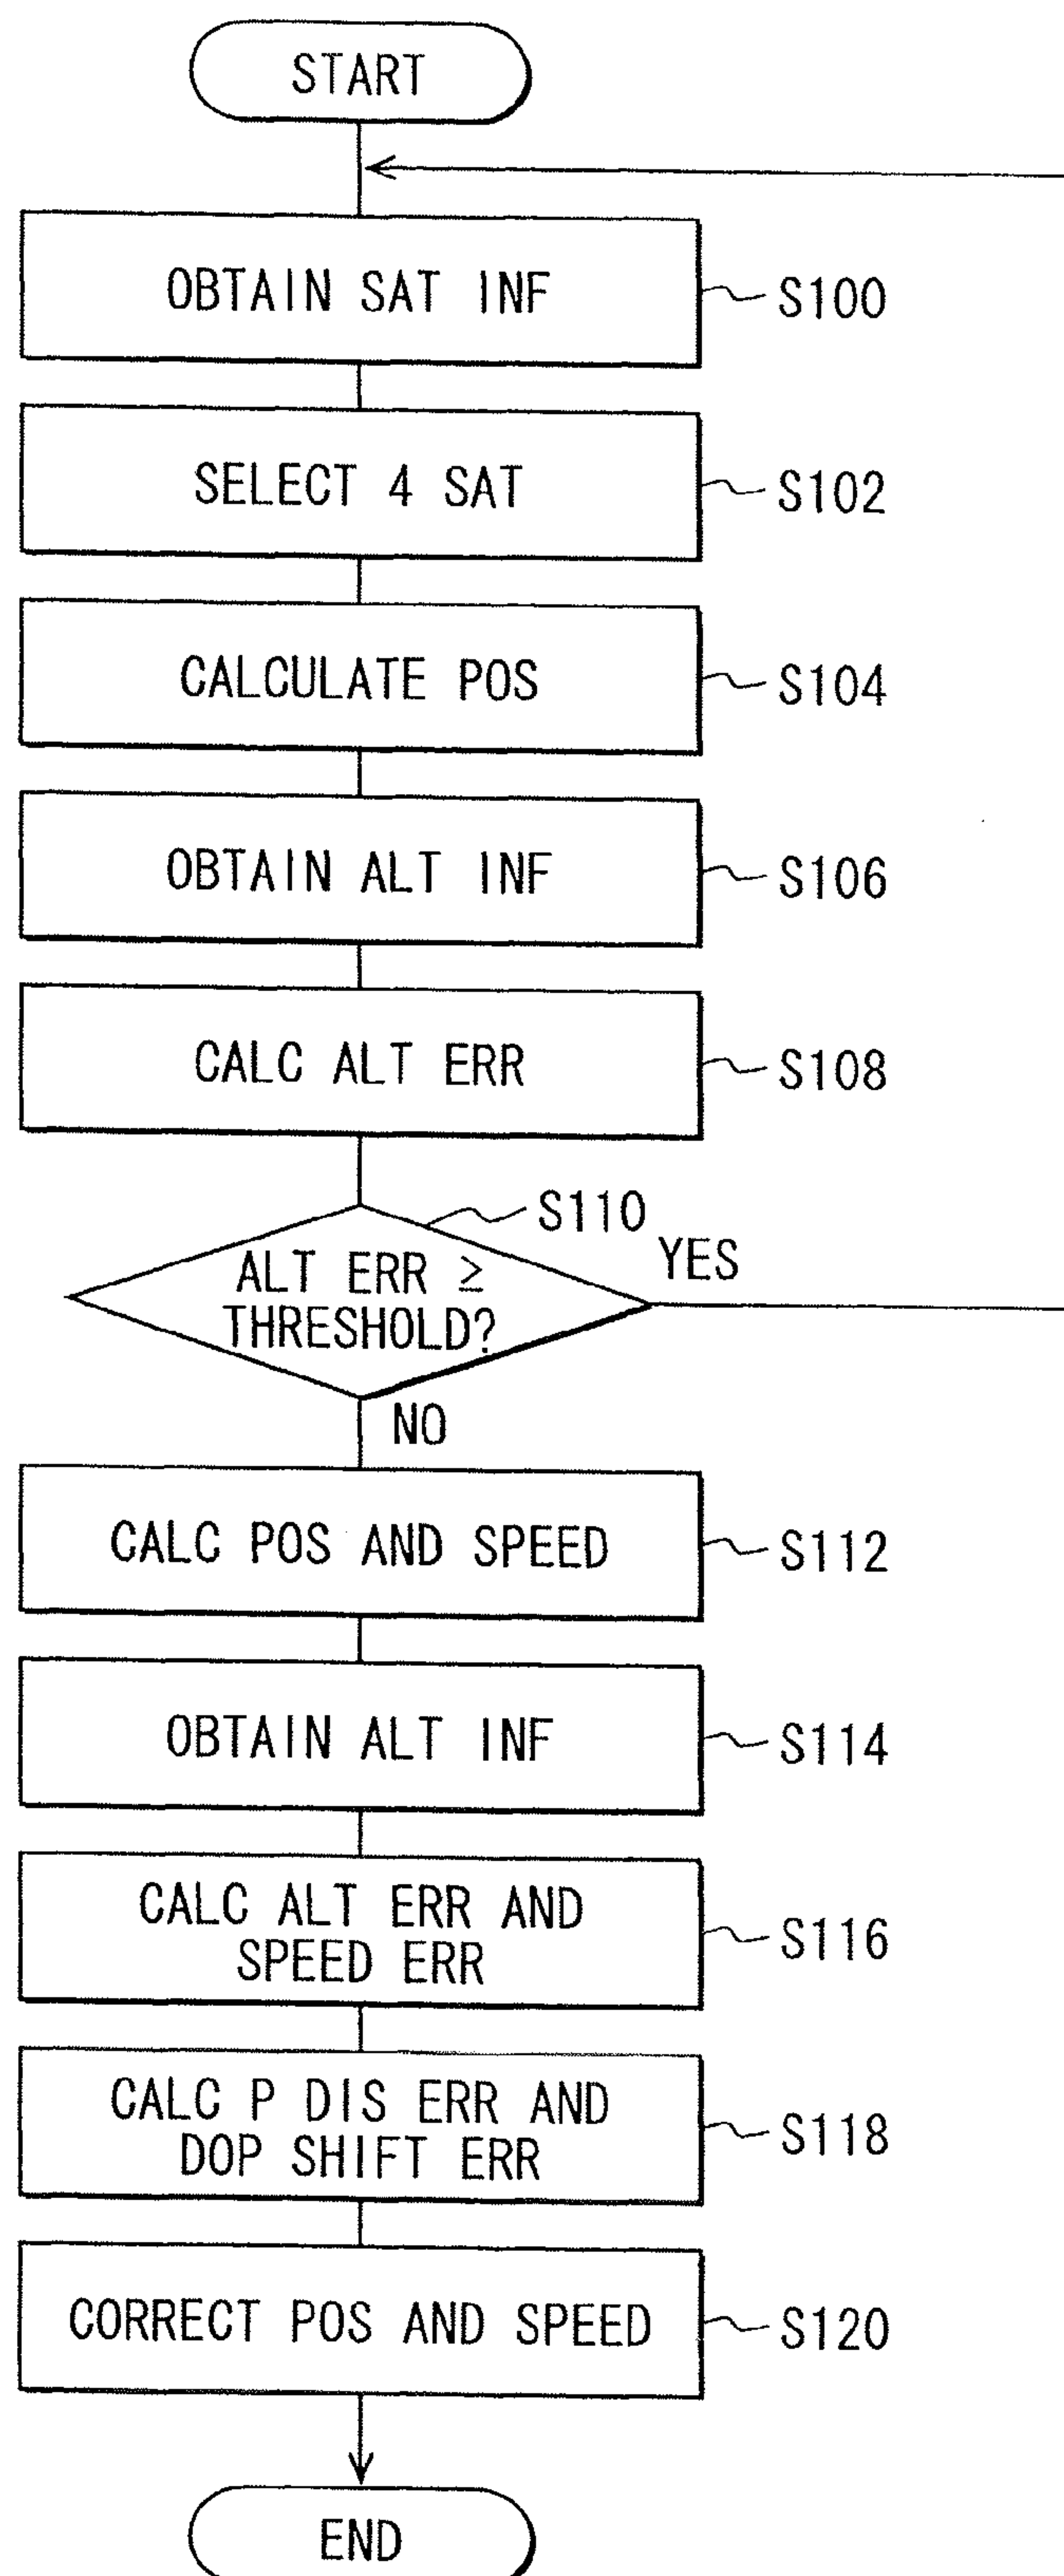 START
OBTAIN SAT INF
S100
SELECT 4 SAT
S102
CALCULATE POS
S104
OBTAIN ALT INF
S106
CALC ALT ERR
S108
S110
ALT ERR ≥
THRESHOLD?
YES
NO
CALC POS AND SPEED
S112
OBTAIN ALT INF
S114
CALC ALT ERR AND
SPEED ERR
S116
CALC P DIS ERR AND
DOP SHIFT ERR
S118
CORRECT POS AND SPEED
S120
END